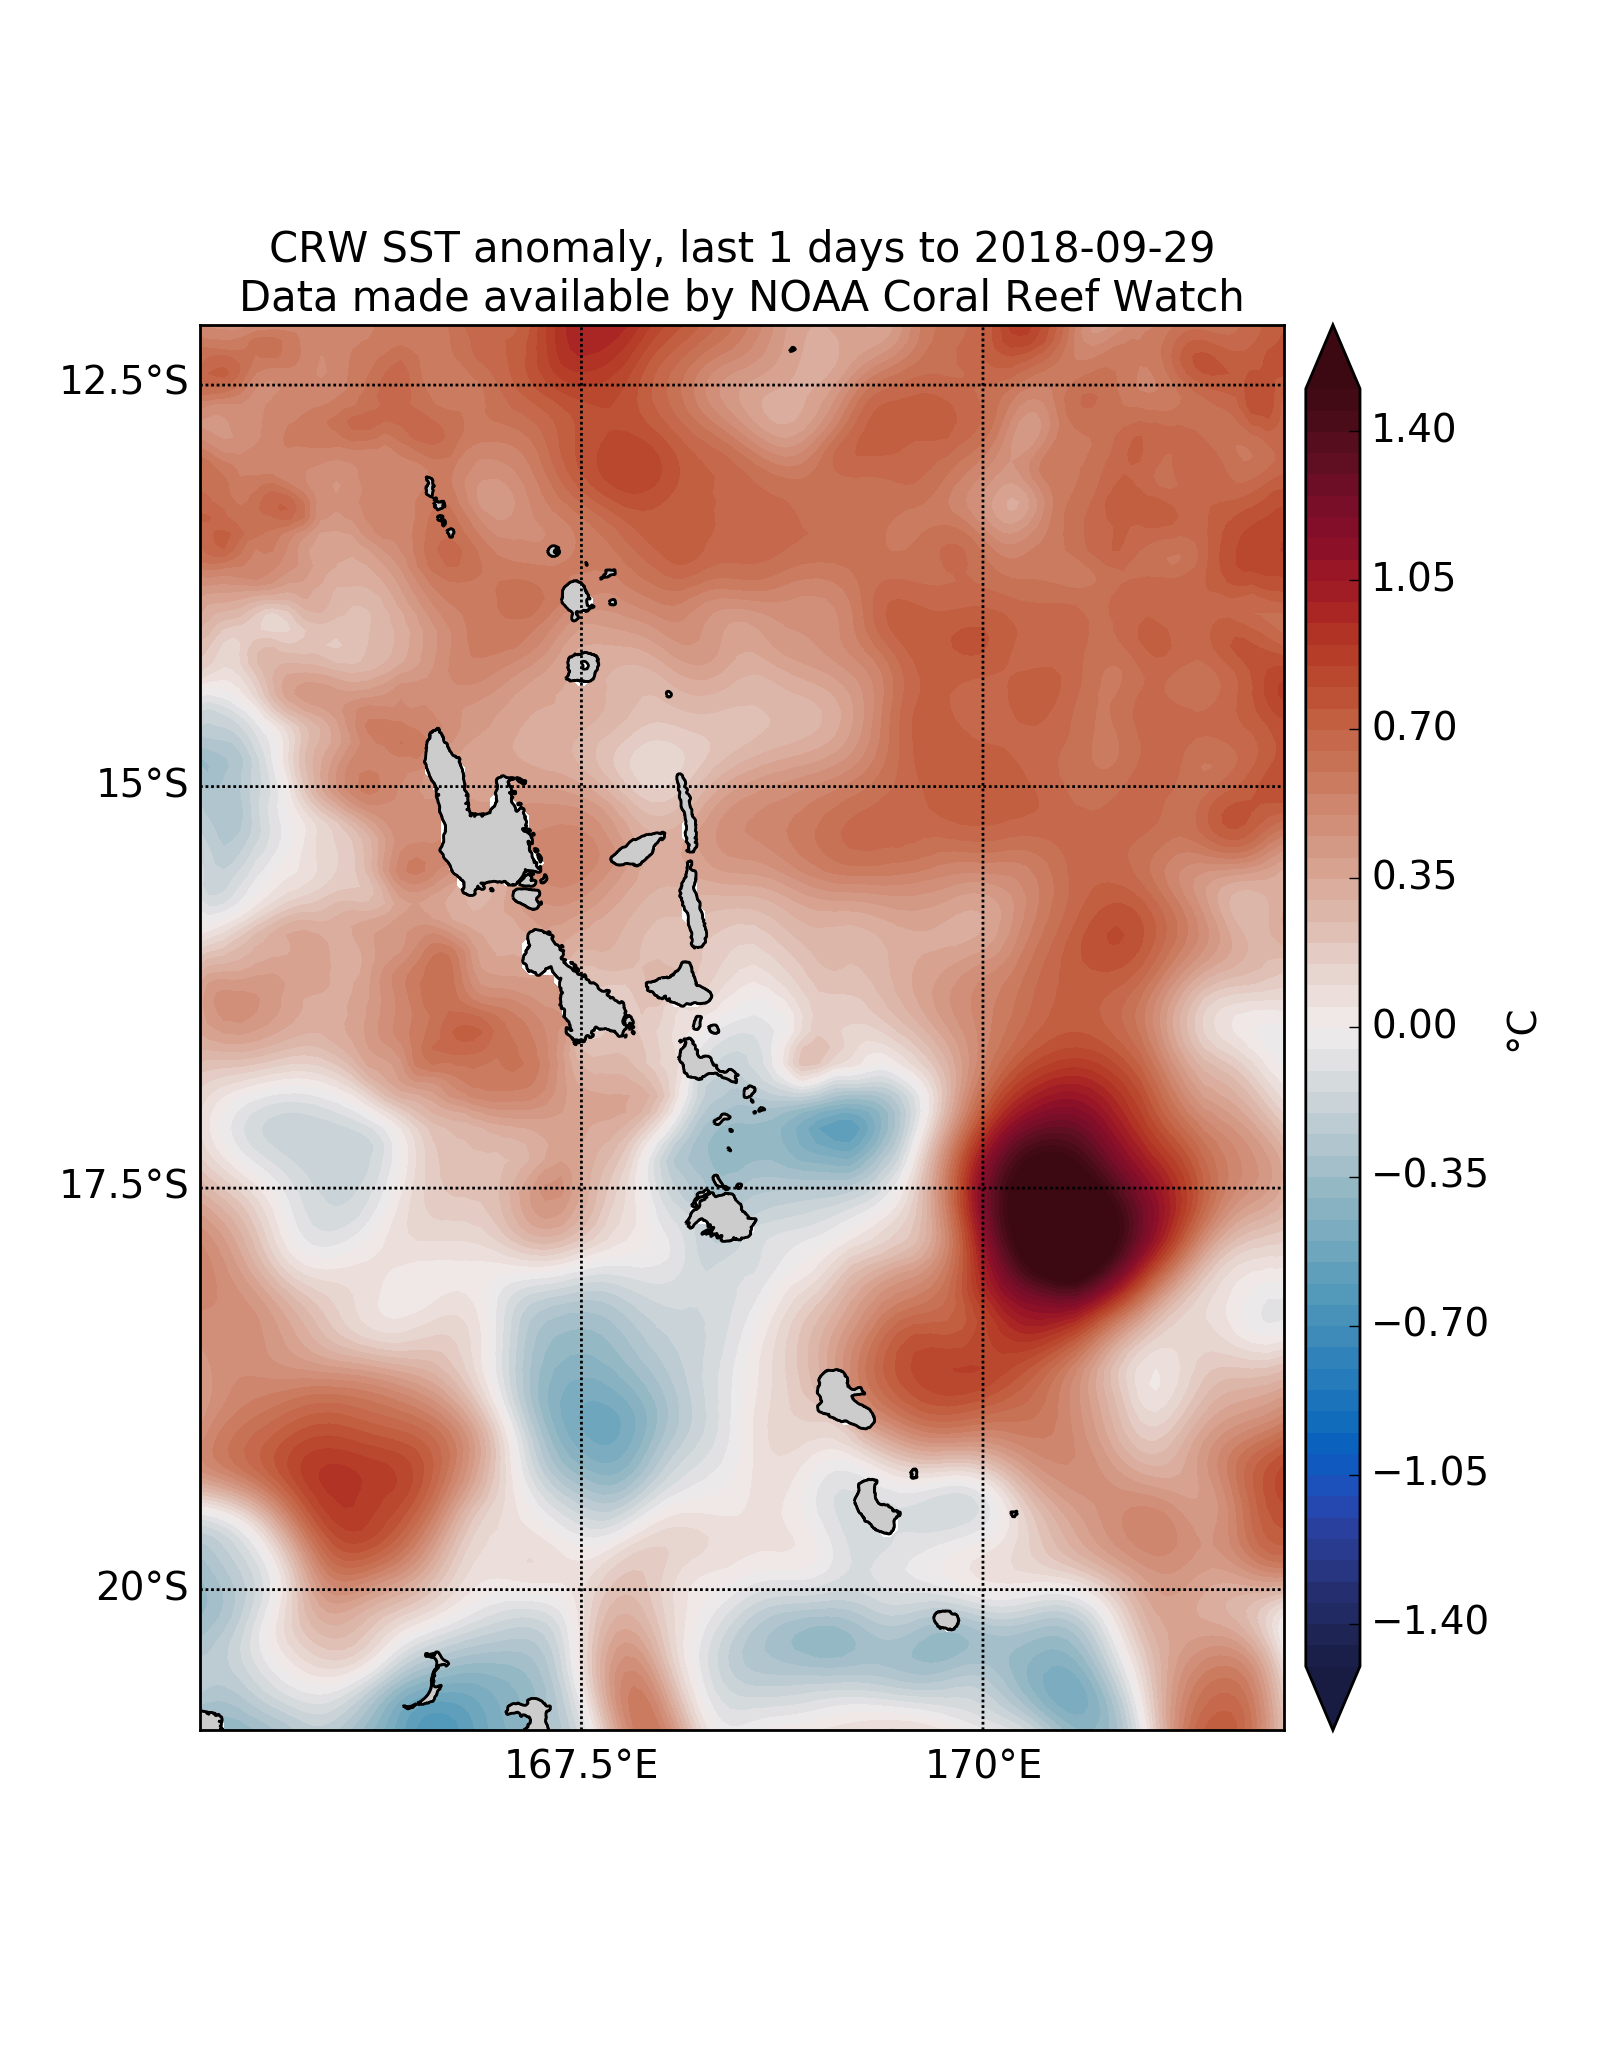 CRW SST anomaly, last 1 days to 2018-09-29
Data made available by NOAA Coral Reef Watch
12.5°S
15°S
17.5°S
20°S
167.5°E
170°E
1.40
1.05
0.70
0.35
0.00
−0.35
−0.70
−1.05
−1.40
°C